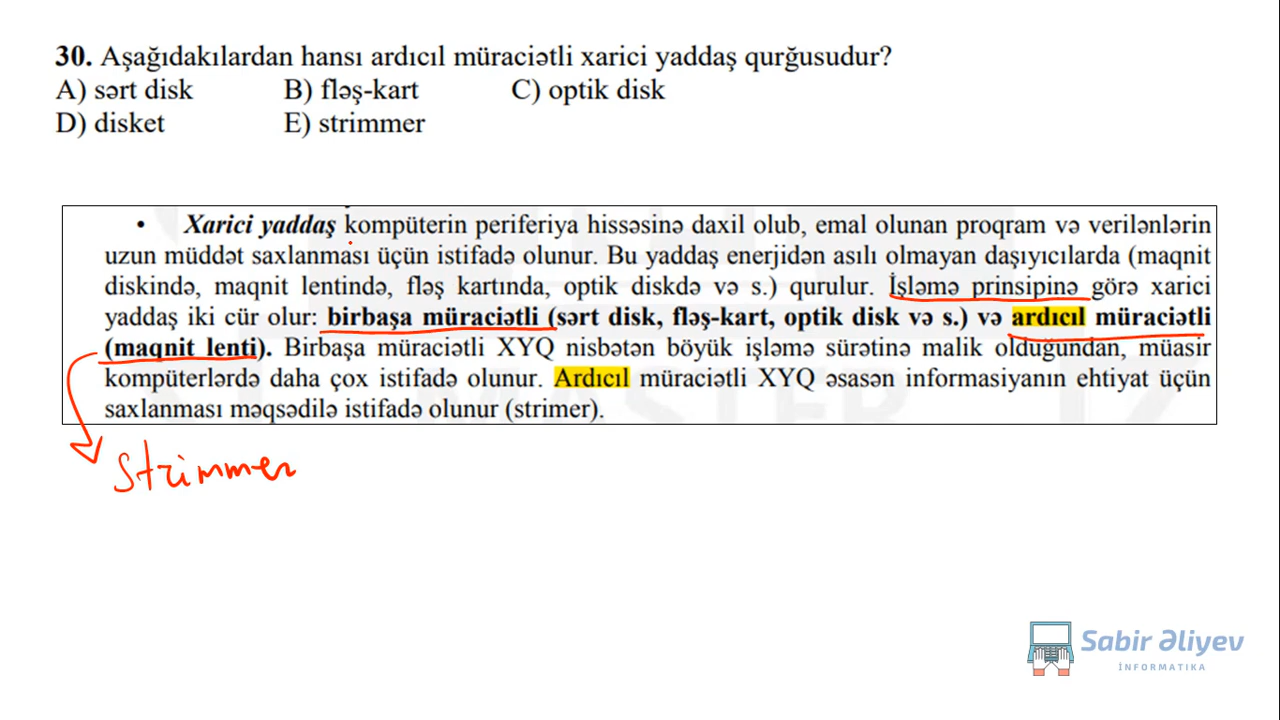 30. Aşağıdakılardan hansı ardıcıl müraciətli xarici yaddaş qurğusudur?
A) sərt disk B) fləş-kart C) optik disk
D) disket E) strimmer
• Xarici yaddaş kompüterin periferiya hissəsinə daxil olub, emal olunan proqram və verilənlərin
uzun müddət saxlanması üçün istifadə olunur. Bu yaddaş enerjidən asılı olmayan daşıyıcılarda (maqnit
diskində, maqnit lentində, fləş kartında, optik diskdə və s.) qurulur. İşləmə prinsipinə görə xarici
yaddaş iki cür olur: birbaşa müraciətli (sərt disk, fləş-kart, optik disk və s.) və ardıcıl müraciətli
(maqnit lenti). Birbaşa müraciətli XYQ nisbətən böyük işləmə sürətinə malik olduğundan, müasir
kompüterlərdə daha çox istifadə olunur. Ardıcıl müraciətli XYQ əsasən informasiyanın ehtiyat üçün
saxlanması məqsədilə istifadə olunur (strimer).
Strimmer
Sabir Əliyev
İNFORMATIKA